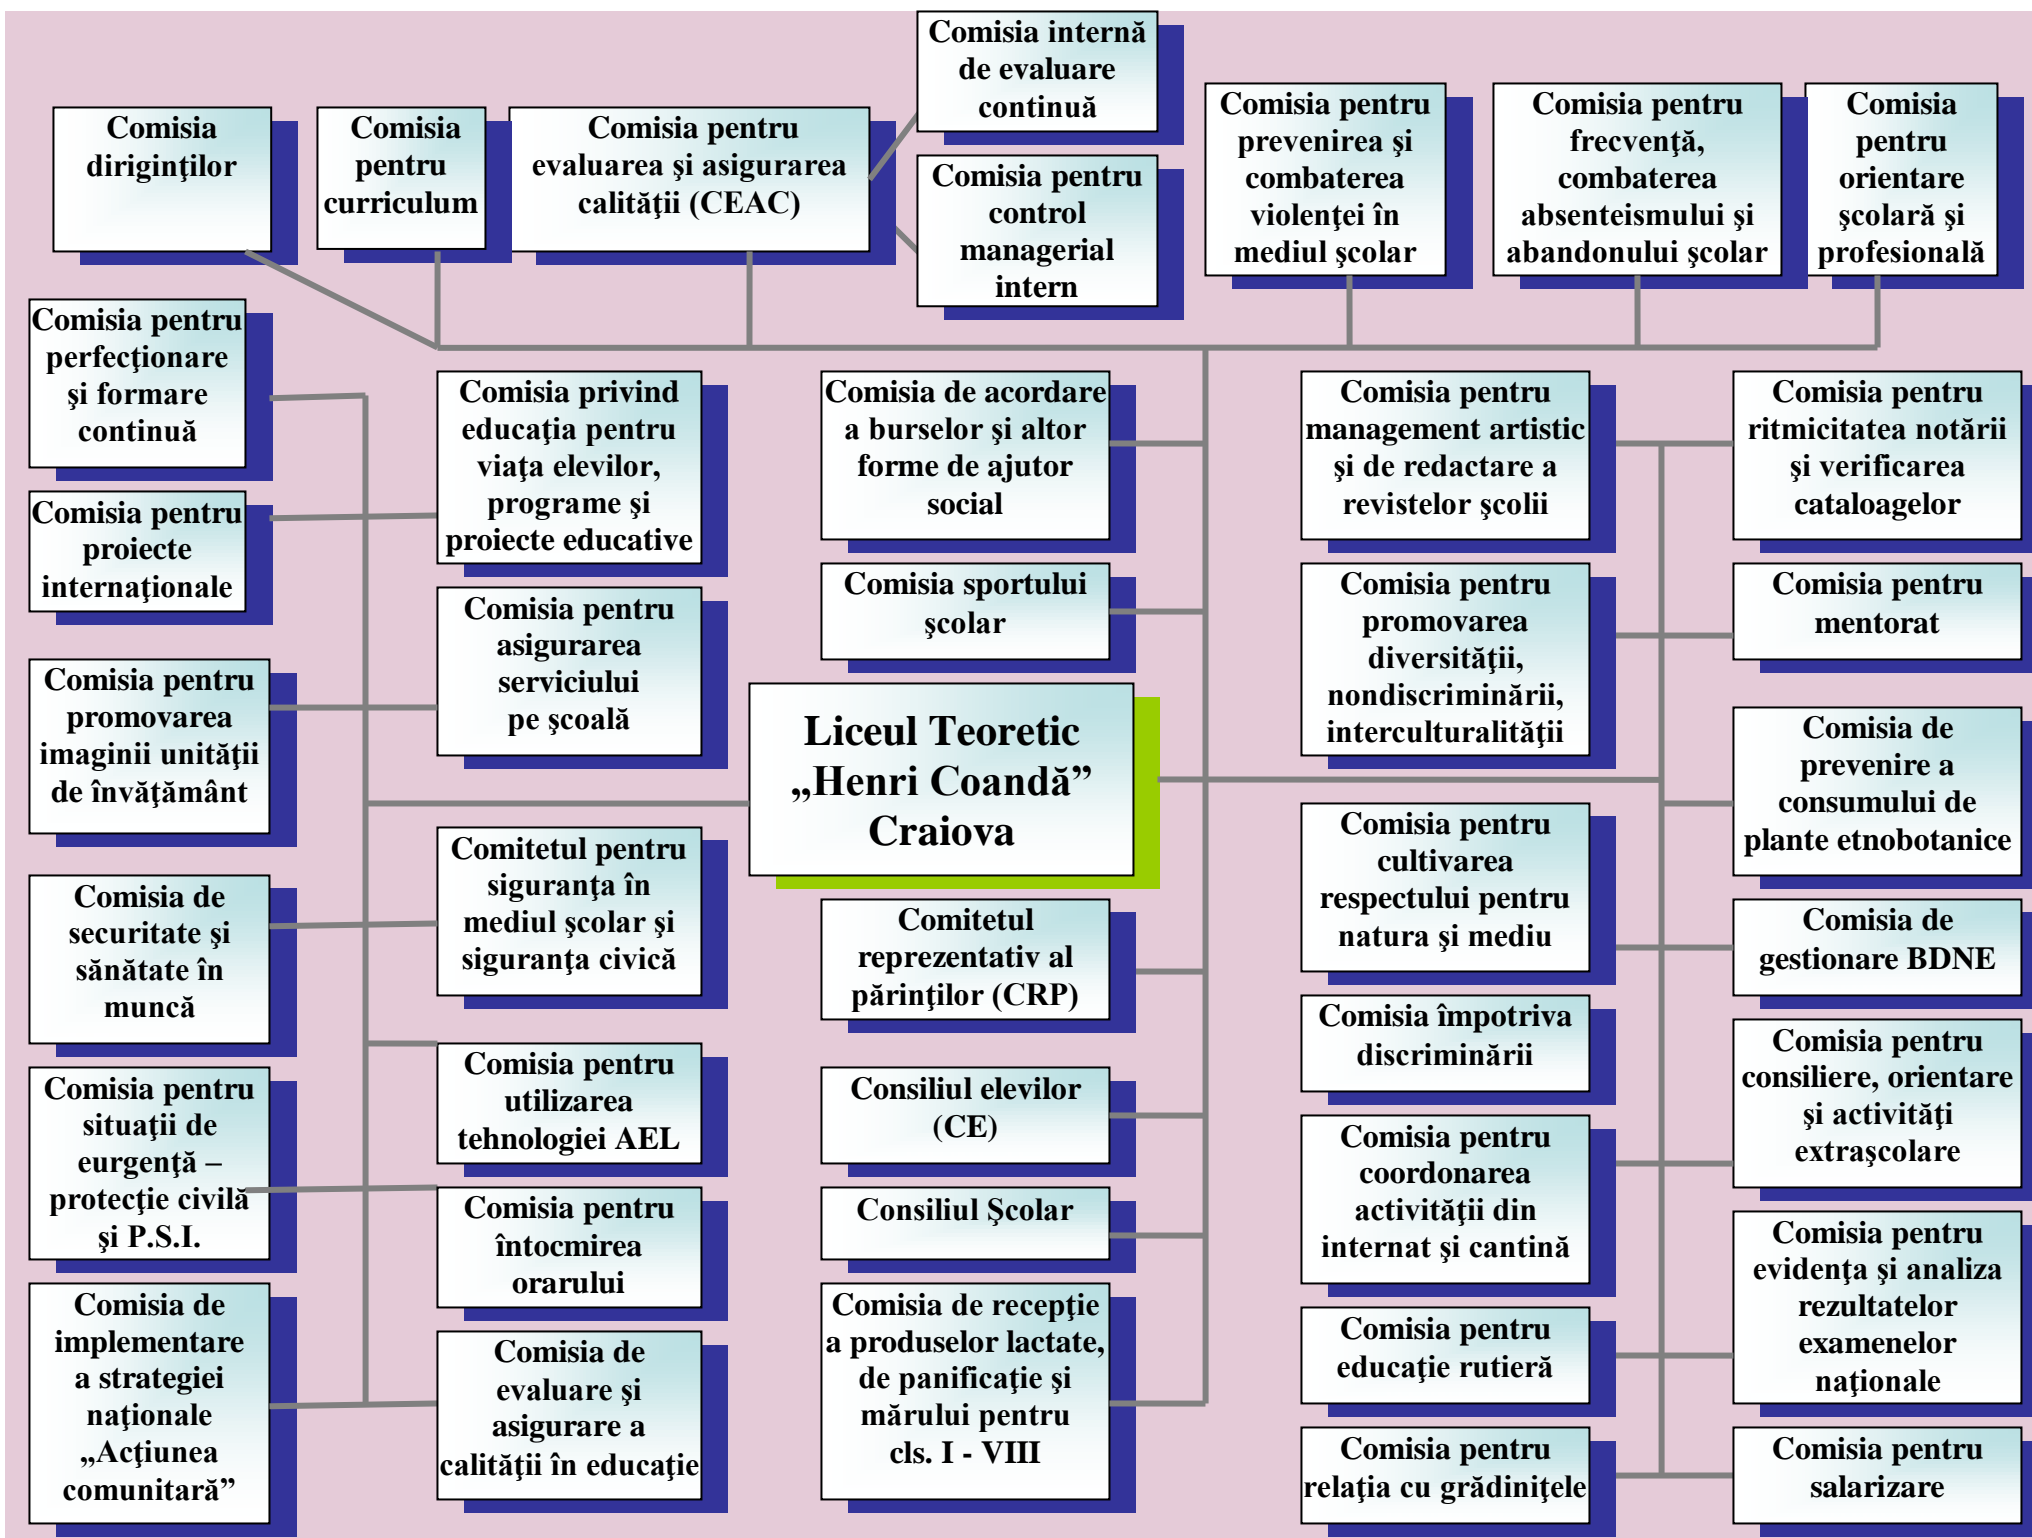 Comisia
diriginţilor
Comisia
pentru
curriculum
Comisia pentru
evaluarea şi asigurarea
calităţii (CEAC)
Comisia internă
de evaluare
continuă
Comisia pentru
control
managerial
intern
Comisia pentru
prevenirea şi
combaterea
violenţei în
mediul şcolar
Comisia pentru
frecvenţă,
combaterea
absenteismului şi
abandonului şcolar
Comisia
pentru
orientare
şcolară şi
profesională
Comisia pentru
perfecţionare
şi formare
continuă
Comisia pentru
proiecte
internaţionale
Comisia pentru
promovarea
imaginii unităţii
de învăţământ
Comisia de
securitate şi
sănătate în
muncă
Comisia pentru
situaţii de
eurgenţă –
protecţie civilă
şi P.S.I.
Comisia de
implementare
a strategiei
naţionale
„Acţiunea
comunitară”
Comisia privind
educaţia pentru
viaţa elevilor,
programe şi
proiecte educative
Comisia pentru
asigurarea
serviciului
pe şcoală
Comitetul pentru
siguranţa în
mediul şcolar şi
siguranţa civică
Comisia pentru
utilizarea
tehnologiei AEL
Comisia pentru
întocmirea
orarului
Comisia de
evaluare şi
asigurare a
calităţii în educaţie
Comisia de acordare
a burselor şi altor
forme de ajutor
social
Comisia sportului
şcolar
Liceul Teoretic
„Henri Coandă”
Craiova
Comitetul
reprezentativ al
părinţilor (CRP)
Consiliul elevilor
(CE)
Consiliul Şcolar
Comisia de recepţie
a produselor lactate,
de panificaţie şi
mărului pentru
cls. I - VIII
Comisia pentru
management artistic
şi de redactare a
revistelor şcolii
Comisia pentru
promovarea
diversităţii,
nondiscriminării,
interculturalităţii
Comisia pentru
cultivarea
respectului pentru
natura şi mediu
Comisia împotriva
discriminării
Comisia pentru
coordonarea
activităţii din
internat şi cantină
Comisia pentru
educaţie rutieră
Comisia pentru
relaţia cu grădiniţele
Comisia pentru
ritmicitatea notării
şi verificarea
cataloagelor
Comisia pentru
mentorat
Comisia de
prevenire a
consumului de
plante etnobotanice
Comisia de
gestionare BDNE
Comisia pentru
consiliere, orientare
şi activităţi
extraşcolare
Comisia pentru
evidenţa şi analiza
rezultatelor
examenelor
naţionale
Comisia pentru
salarizare